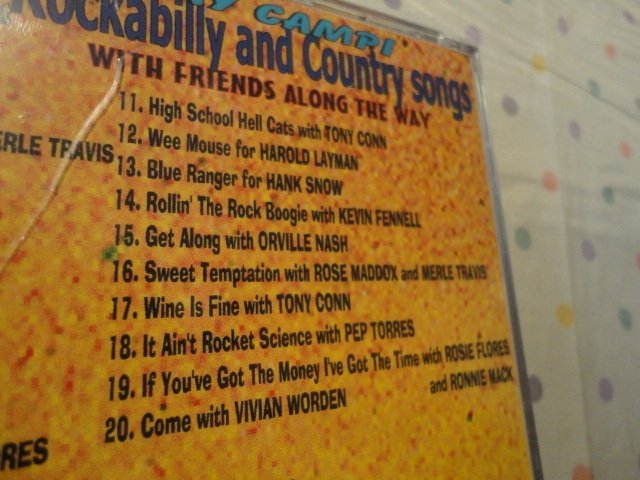 CAMPI
Rockabilly and Country songs
WITH FRIENDS ALONG THE WAY
11. High School Hell Cats with TONY CONN
12. Wee Mouse for HAROLD LAYMAN
MERLE TRAVIS
13. Blue Ranger for HANK SNOW
14. Rollin' The Rock Boogie with KEVIN FENNELL
15. Get Along with ORVILLE NASH
16. Sweet Temptation with ROSE MADDOX and MERLE TRAVIS
17. Wine Is Fine with TONY CONN
18. It Ain't Rocket Science with PEP TORRES
19. If You've Got The Money I've Got The Time with ROSIE FLORES
and RONNIE MACK
20. Come with VIVIAN WORDEN